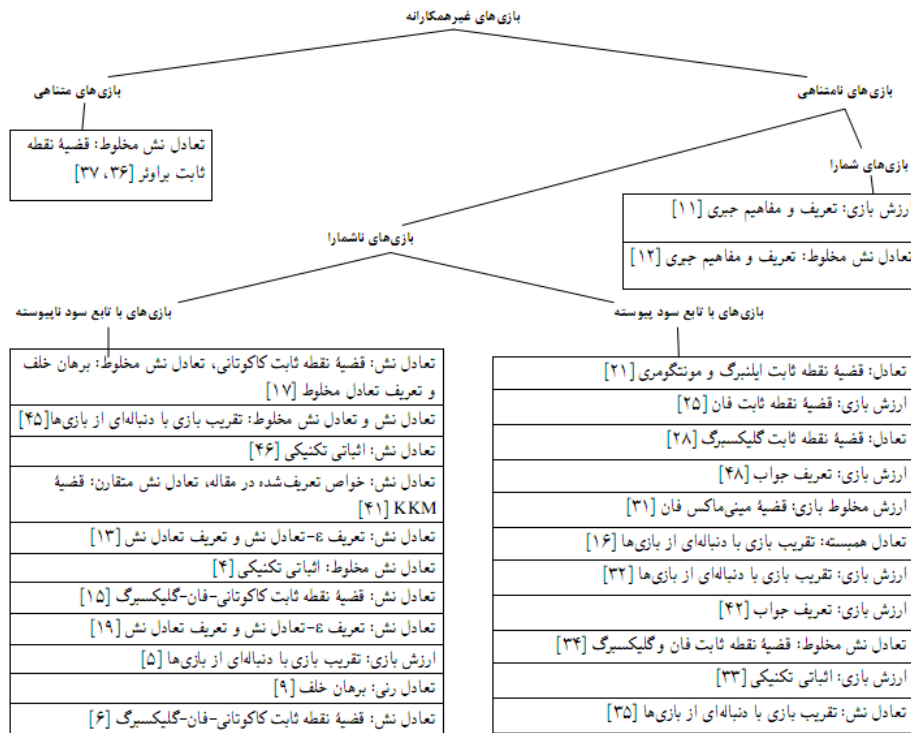 بازی‌های غیرهمکارانه
بازی‌های نامتناهی
بازی‌های متناهی
تعادل نش مخلوط: قضیهٔ نقطه
ثابت براوئر [۳۶، ۳۷]
بازی‌های شمارا
ارزش بازی: تعریف و مفاهیم جبری [۱۱]
تعادل نش مخلوط: تعریف و مفاهیم جبری [۱۲]
بازی‌های ناشمارا
بازی‌های با تابع سود پیوسته
تعادل: قضیهٔ نقطه ثابت ایلنبرگ و مونتگومری [۲۱]
ارزش بازی: قضیهٔ نقطه ثابت فان [۲۵]
تعادل: قضیهٔ نقطه ثابت گلیکسبرگ [۲۸]
ارزش بازی: تعریف جواب [۴۸]
ارزش مخلوط بازی: قضیهٔ مینی‌ماکس فان [۳۱]
تعادل همبسته: تقریب بازی با دنباله‌ای از بازی‌ها [۱۶]
ارزش بازی: تقریب بازی با دنباله‌ای از بازی‌ها [۳۲]
ارزش بازی: تعریف جواب [۴۲]
تعادل نش مخلوط: قضیهٔ نقطه ثابت فان وگلیکسبرگ [۳۴]
ارزش بازی: اثباتی تکنیکی [۳۳]
تعادل نش: تقریب بازی با دنباله‌ای از بازی‌ها [۳۵]
بازی‌های با تابع سود ناپیوسته
تعادل نش: قضیهٔ نقطه ثابت کاکوتانی، تعادل نش مخلوط: برهان خلف
و تعریف تعادل مخلوط [۱۷]
تعادل نش و تعادل نش مخلوط: تقریب بازی با دنباله‌ای از بازی‌ها[۴۵]
تعادل نش: اثباتی تکنیکی [۴۶]
تعادل نش: خواص تعریف‌شده در مقاله، تعادل نش متقارن: قضیهٔ
KKM [۴۱]
تعادل نش: تعریف ε-تعادل نش و تعریف تعادل نش [۱۳]
تعادل نش مخلوط: اثباتی تکنیکی [۴]
تعادل نش: قضیهٔ نقطه ثابت کاکوتانی-فان-گلیکسبرگ [۱۵]
تعادل نش: تعریف ε-تعادل نش و تعریف تعادل نش [۱۹]
ارزش بازی: تقریب بازی با دنباله‌ای از بازی‌ها [۵]
تعادل رنی: برهان خلف [۹]
تعادل نش: قضیهٔ نقطه ثابت کاکوتانی-فان-گلیکسبرگ [۶]